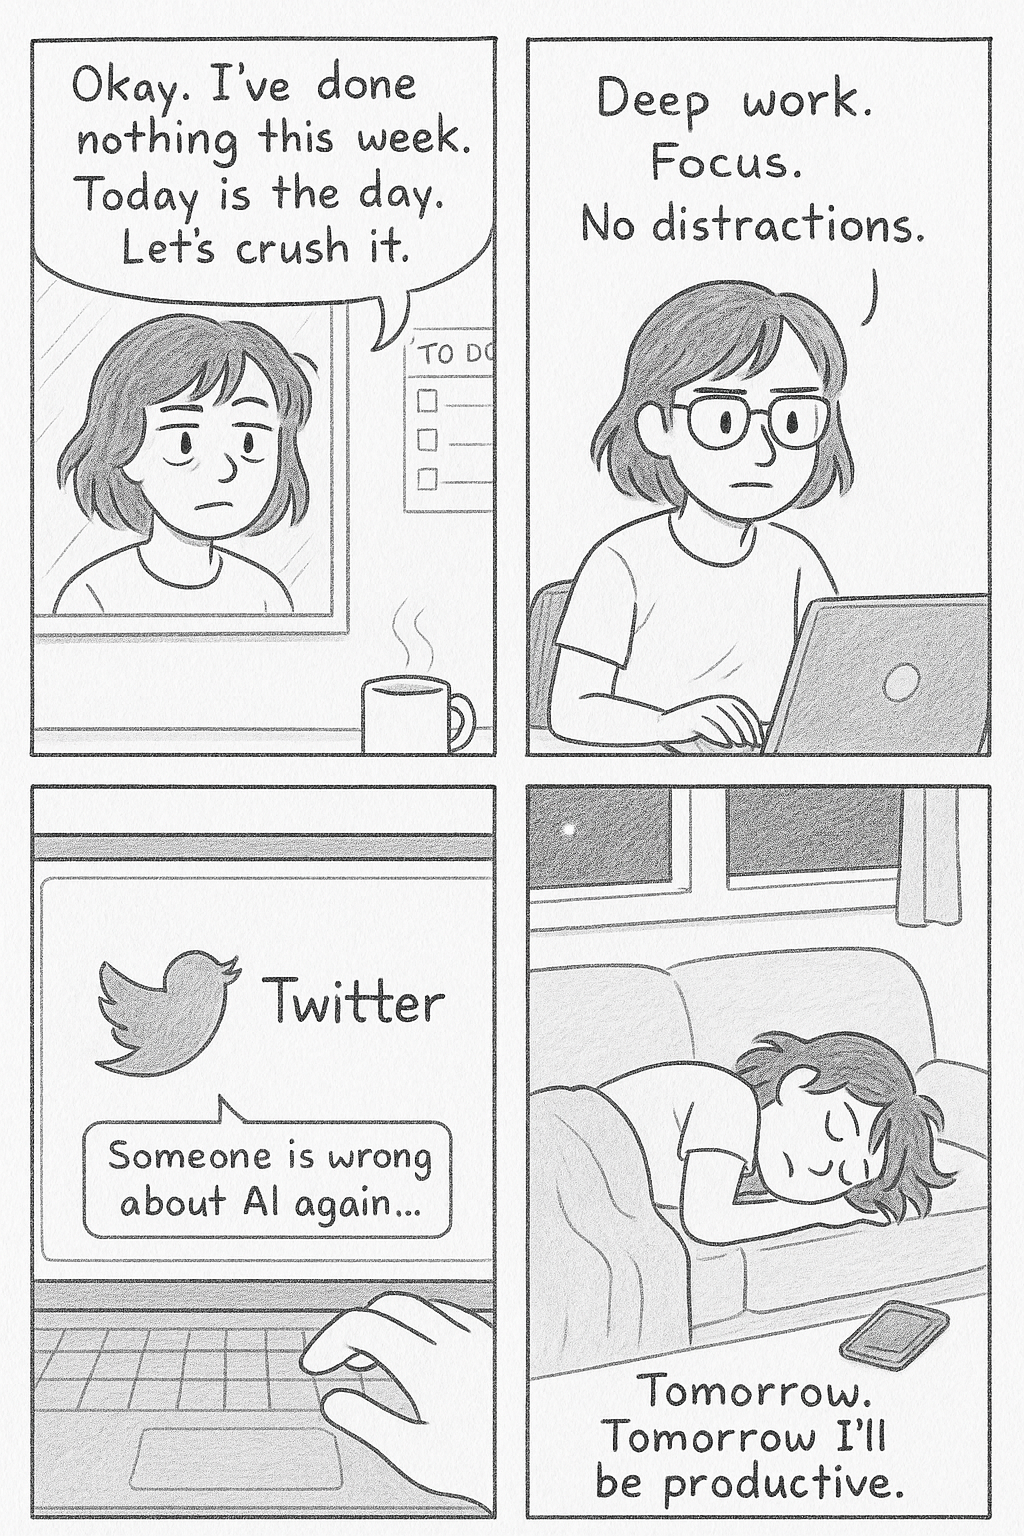 Okay. I've done
nothing this week.
Today is the day.
Let's crush it.
TO DO
Deep work.
Focus.
No distractions.
Twitter
Someone is wrong
about AI again...
Tomorrow.
Tomorrow I'll
be productive.